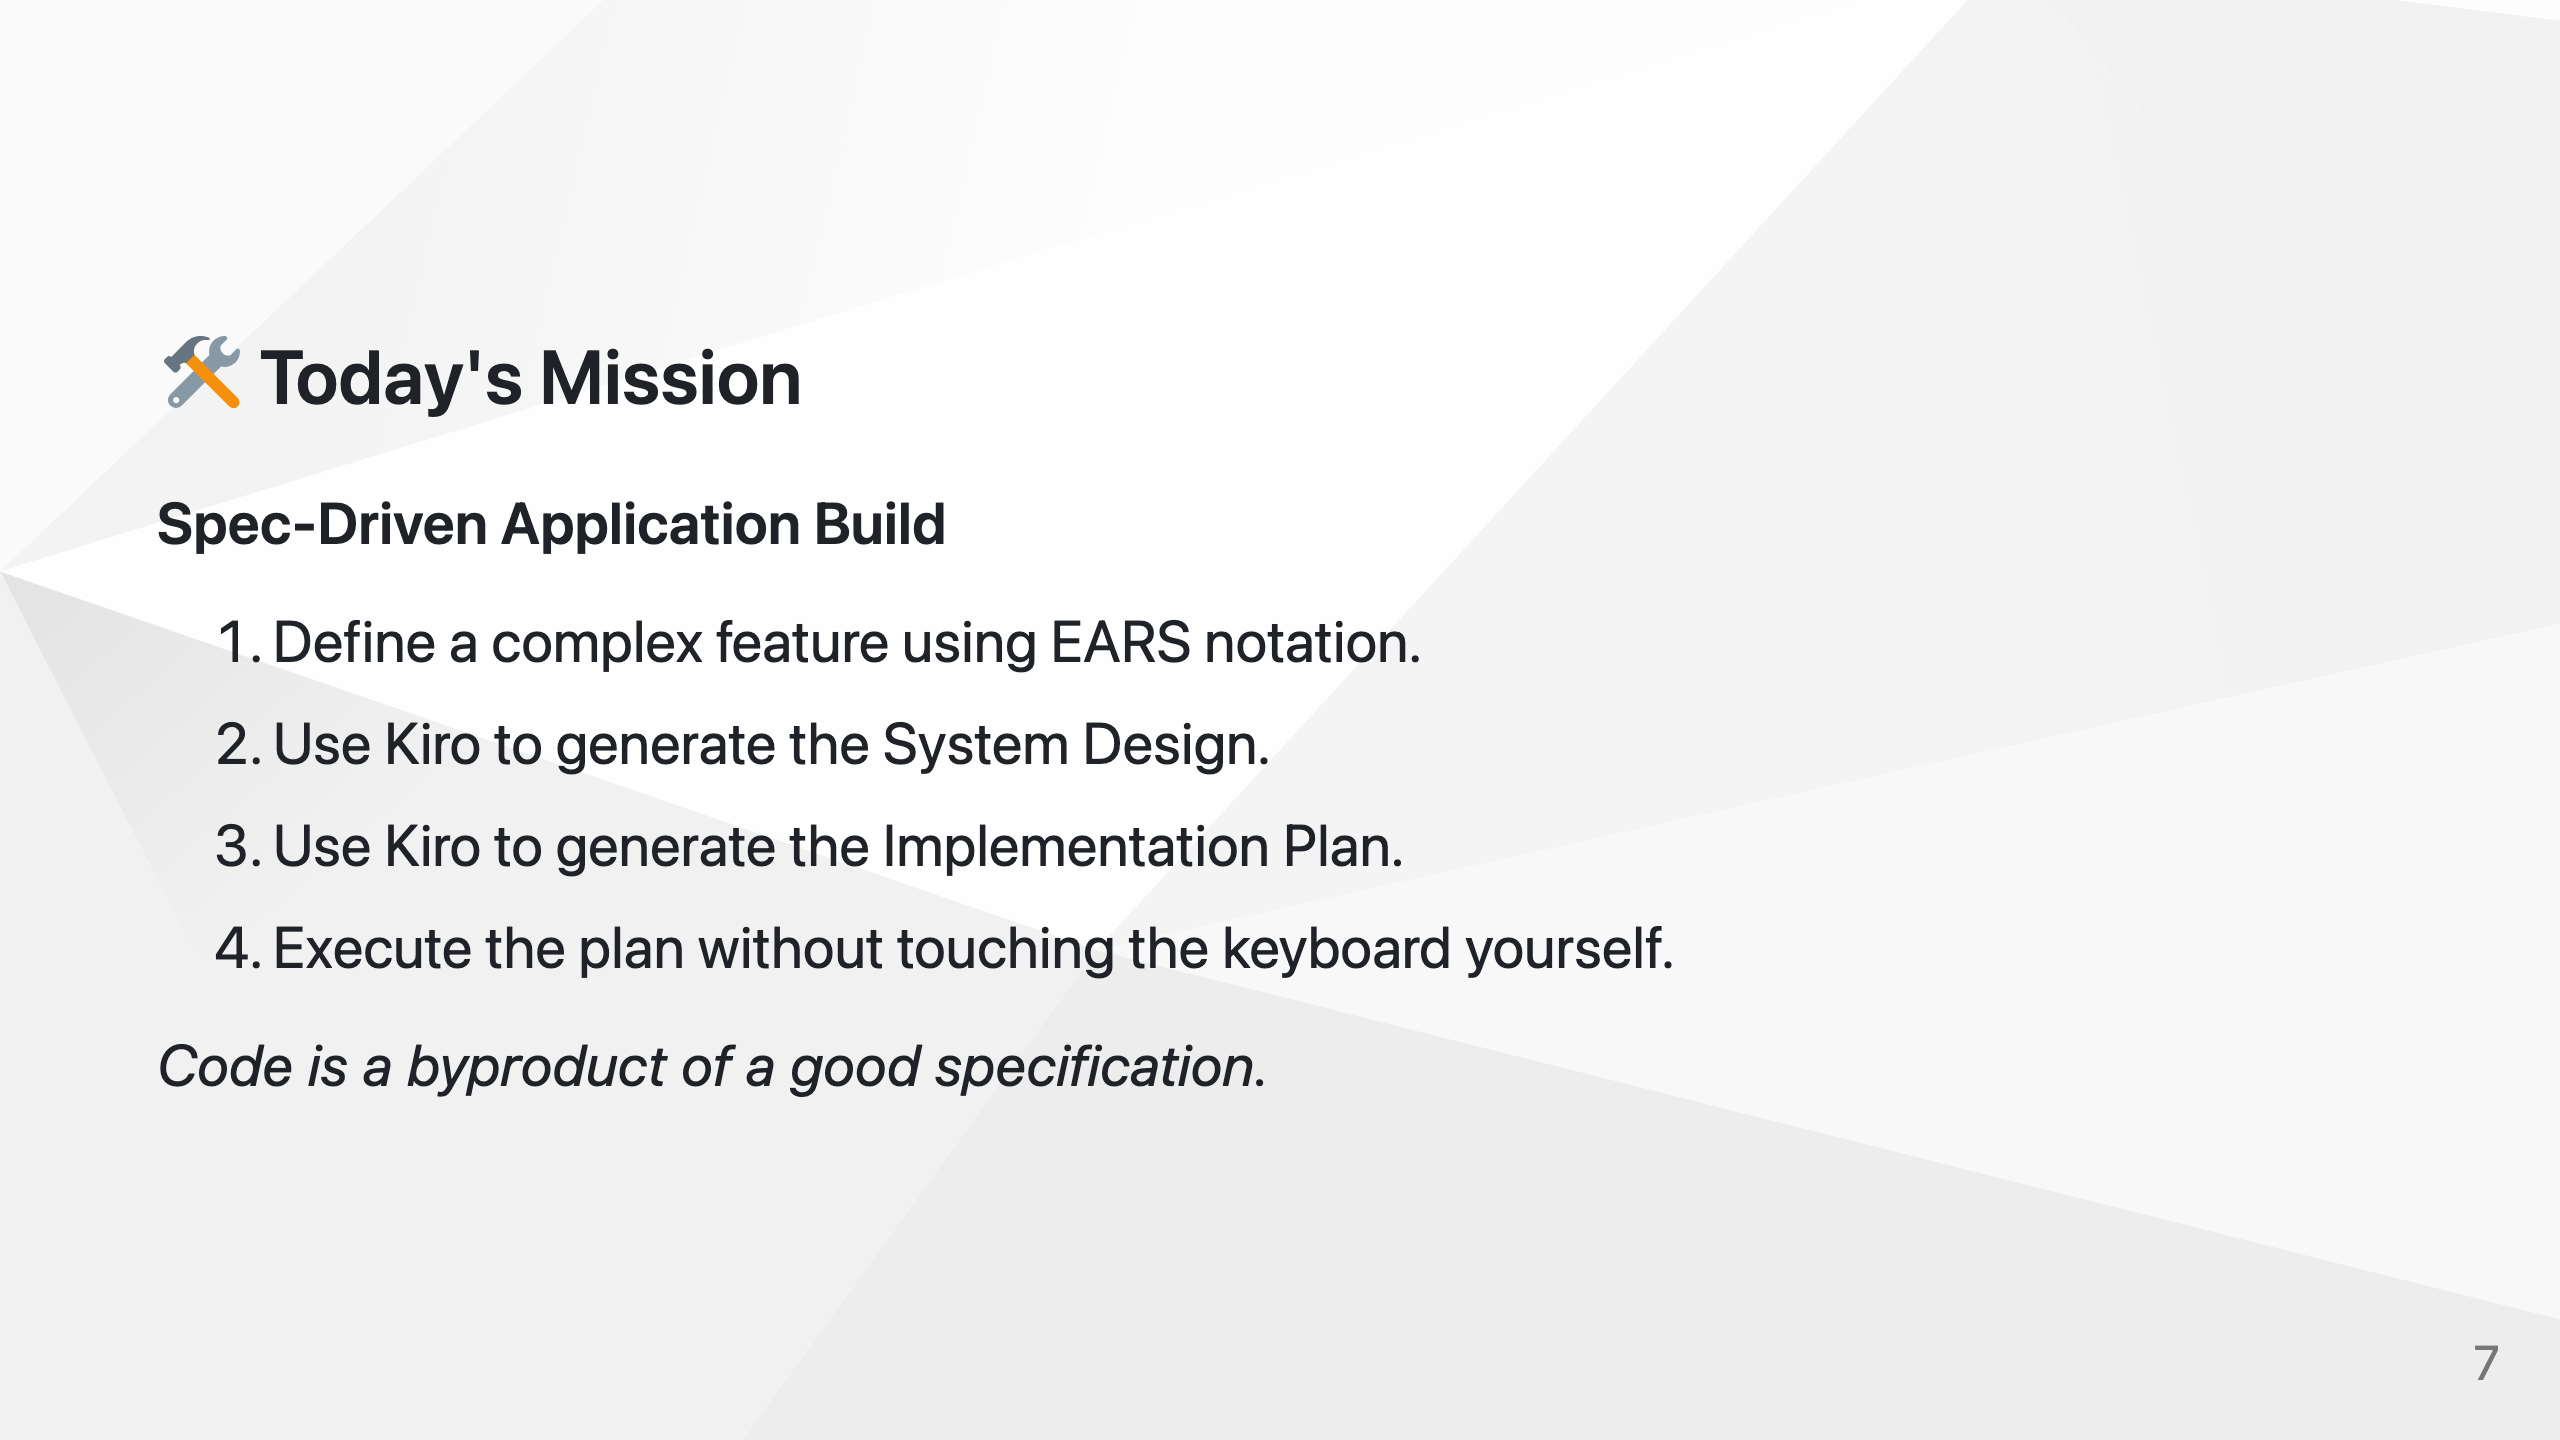 🛠️ Today's Mission
Spec-Driven Application Build
1. Define a complex feature using EARS notation.
2. Use Kiro to generate the System Design.
3. Use Kiro to generate the Implementation Plan.
4. Execute the plan without touching the keyboard yourself.
Code is a byproduct of a good specification.
7